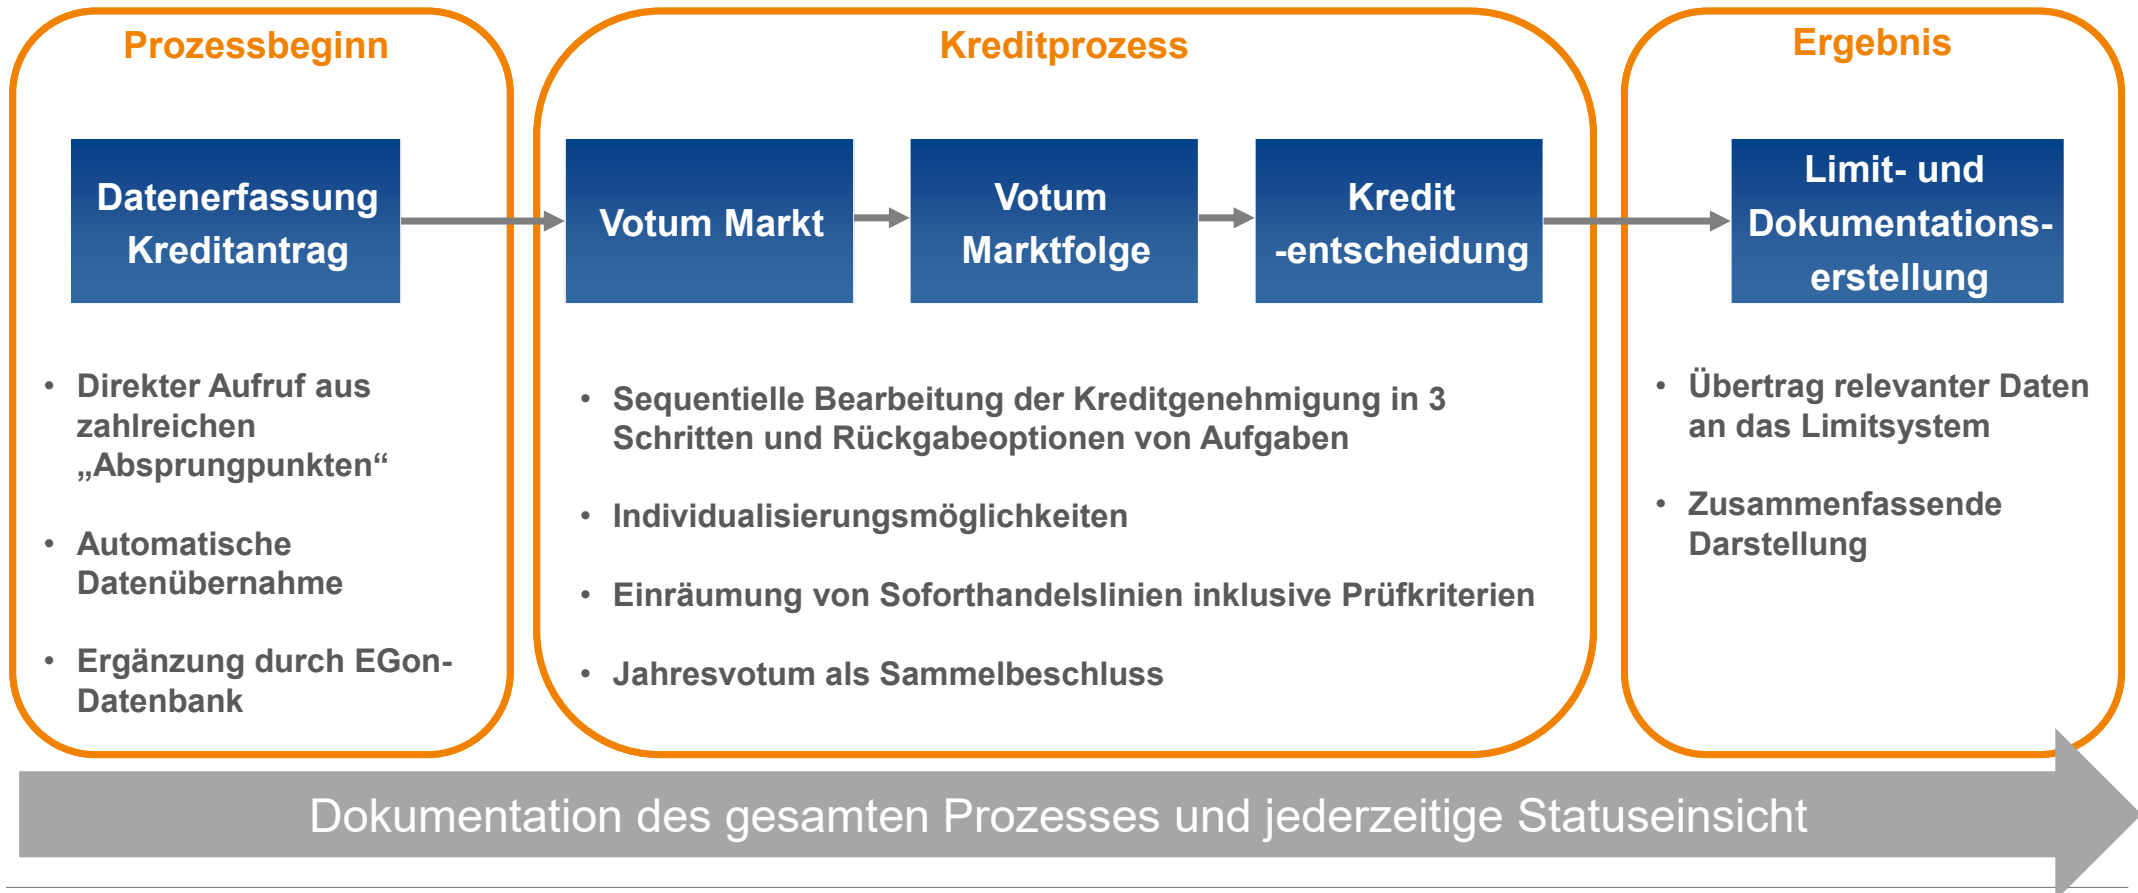 Prozessbeginn
Datenerfassung
Kreditantrag
• Direkter Aufruf aus
zahlreichen
„Absprungpunkten“
• Automatische
Datenübernahme
• Ergänzung durch EGon-
Datenbank
Kreditprozess
Votum Markt
Votum
Marktfolge
Kredit
-entscheidung
• Sequentielle Bearbeitung der Kreditgenehmigung in 3
Schritten und Rückgabeoptionen von Aufgaben
• Individualisierungsmöglichkeiten
• Einräumung von Soforthandelslinien inklusive Prüfkriterien
• Jahresvotum als Sammelbeschluss
Ergebnis
Limit- und
Dokumentations-
erstellung
• Übertrag relevanter Daten
an das Limitsystem
• Zusammenfassende
Darstellung
Dokumentation des gesamten Prozesses und jederzeitige Statuseinsicht